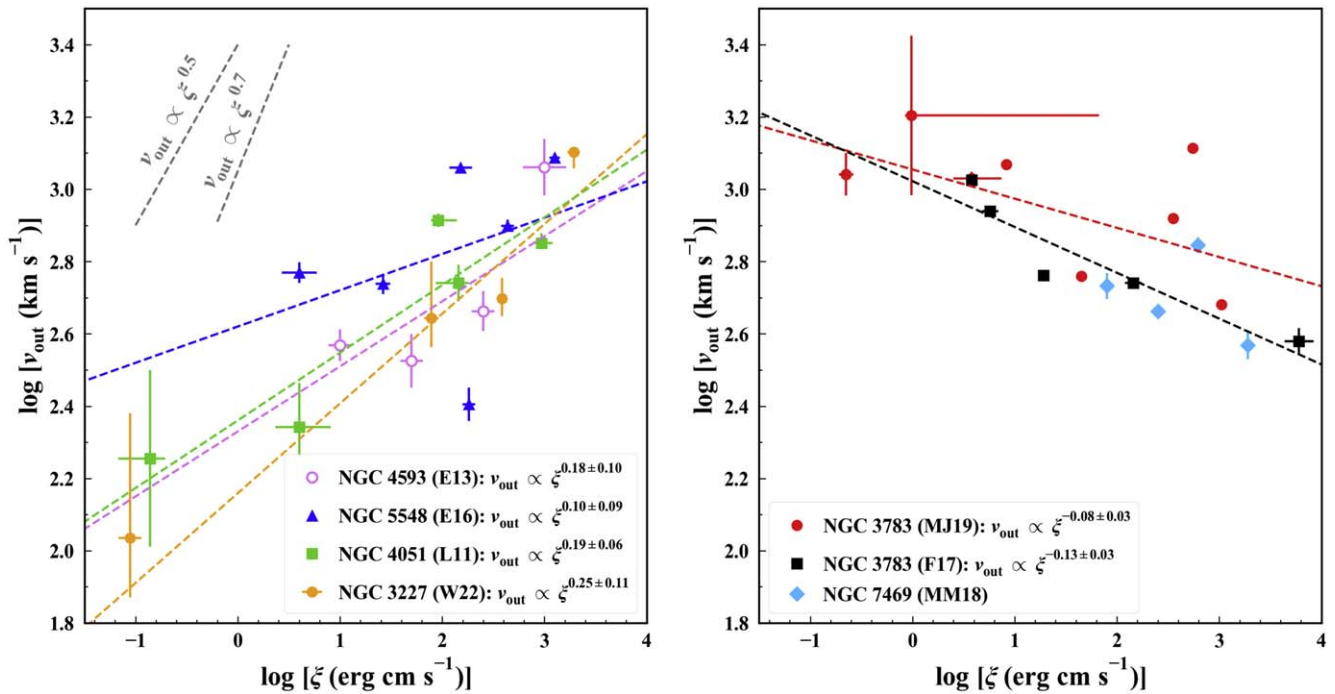 log [v_out (km s⁻¹)]
3.4
3.2
3.0
2.8
2.6
2.4
2.2
2.0
1.8
v_out ∝ ξ^0.5
v_out ∝ ξ^0.7
NGC 4593 (E13): v_out ∝ ξ^0.18±0.10
NGC 5548 (E16): v_out ∝ ξ^0.10±0.09
NGC 4051 (L11): v_out ∝ ξ^0.19±0.06
NGC 3227 (W22): v_out ∝ ξ^0.25±0.11
−1 0 1 2 3 4
log [ξ (erg cm s⁻¹)]
log [v_out (km s⁻¹)]
3.4
3.2
3.0
2.8
2.6
2.4
2.2
2.0
1.8
NGC 3783 (MJ19): v_out ∝ ξ^−0.08±0.03
NGC 3783 (F17): v_out ∝ ξ^−0.13±0.03
NGC 7469 (MM18)
−1 0 1 2 3 4
log [ξ (erg cm s⁻¹)]